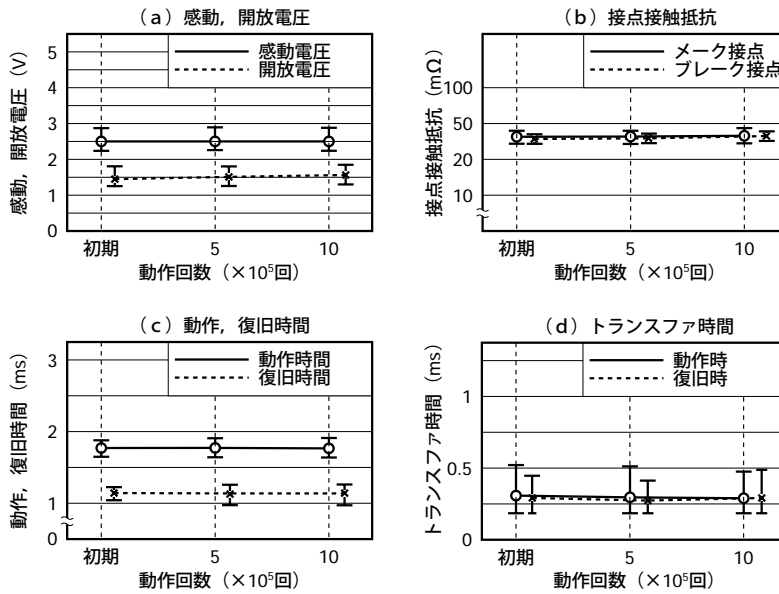 （a）感動，開放電圧
感動，開放電圧（V）
5
4
3
2
1
0
感動電圧
開放電圧
初期
5
10
動作回数（×10⁵回）
（b）接点接触抵抗
接点接触抵抗（mΩ）
100
50
20
10
メーク接点
ブレーク接点
初期
5
10
動作回数（×10⁵回）
（c）動作，復旧時間
動作，復旧時間（ms）
3
2
1
0
動作時間
復旧時間
初期
5
10
動作回数（×10⁵回）
（d）トランスファ時間
トランスファ時間（ms）
1
0.5
0
動作時
復旧時
初期
5
10
動作回数（×10⁵回）